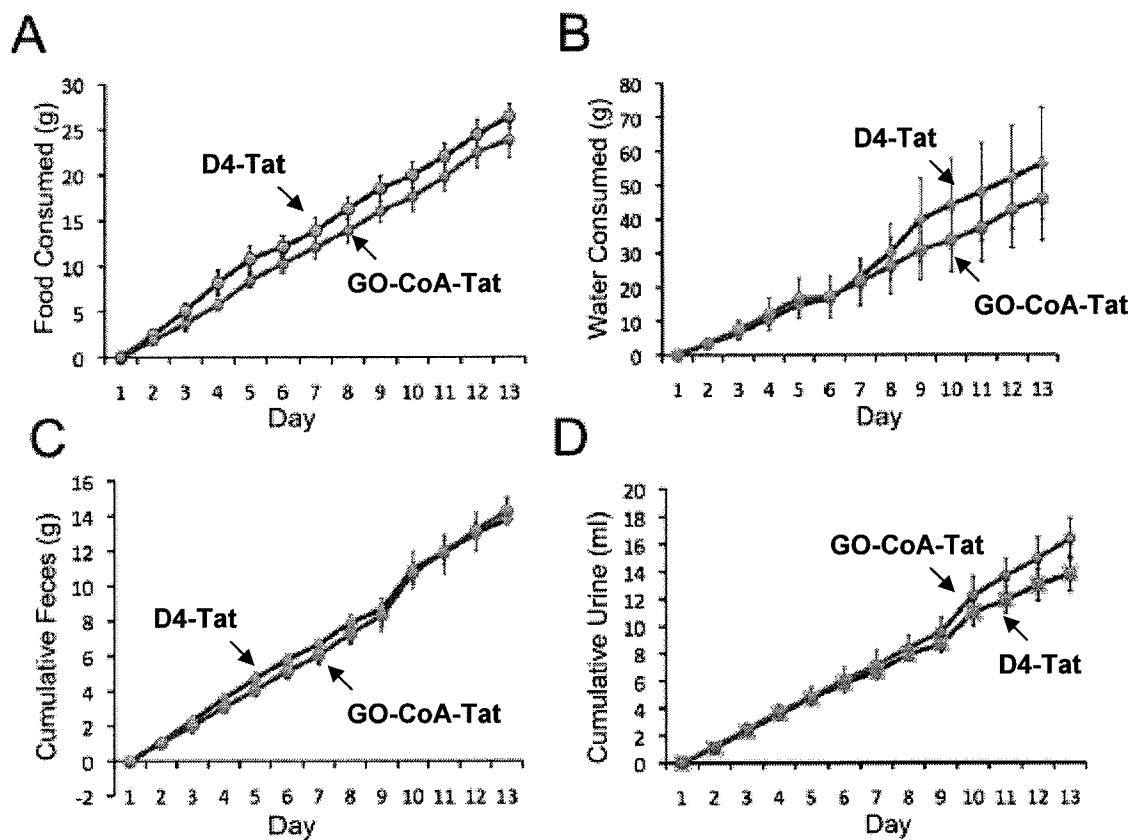 A
Food Consumed (g)
30
25
20
15
10
5
0
D4-Tat
GO-CoA-Tat
1 2 3 4 5 6 7 8 9 10 11 12 13
Day
B
Water Consumed (g)
80
70
60
50
40
30
20
10
0
D4-Tat
GO-CoA-Tat
1 2 3 4 5 6 7 8 9 10 11 12 13
Day
C
Cumulative Feces (g)
16
14
12
10
8
6
4
2
0
-2
D4-Tat
GO-CoA-Tat
1 2 3 4 5 6 7 8 9 10 11 12 13
Day
D
Cumulative Urine (ml)
20
18
16
14
12
10
8
6
4
2
0
GO-CoA-Tat
D4-Tat
1 2 3 4 5 6 7 8 9 10 11 12 13
Day